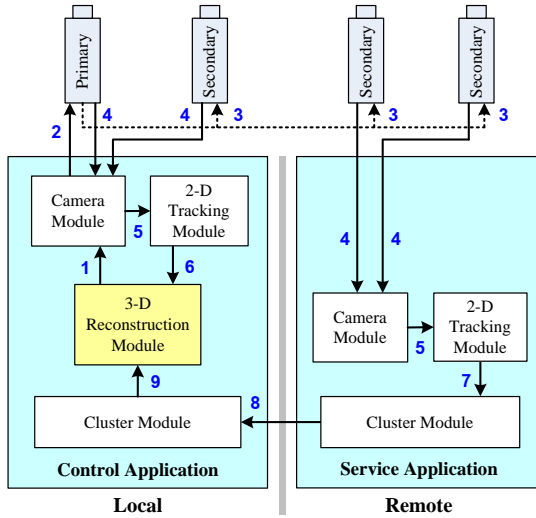 Primary
Secondary
Secondary
Secondary
2
4
4
3
3
3
Camera
Module
2-D
Tracking
Module
5
1
6
3-D
Reconstruction
Module
9
Cluster Module
Control Application
Local
8
4
4
Camera
Module
2-D
Tracking
Module
5
7
Cluster Module
Service Application
Remote